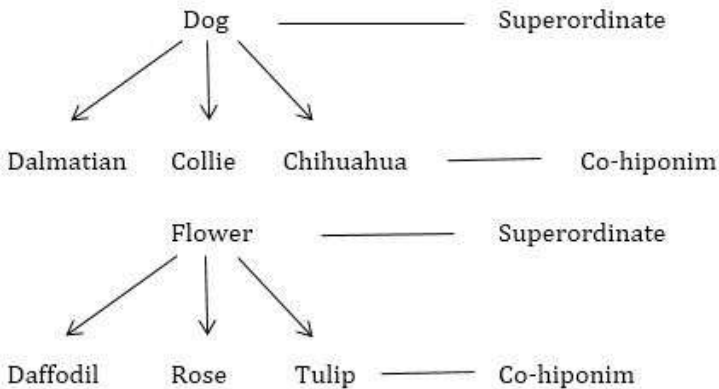 Dog Superordinate
Dalmatian Collie Chihuahua Co-hiponim
Flower Superordinate
Daffodil Rose Tulip Co-hiponim